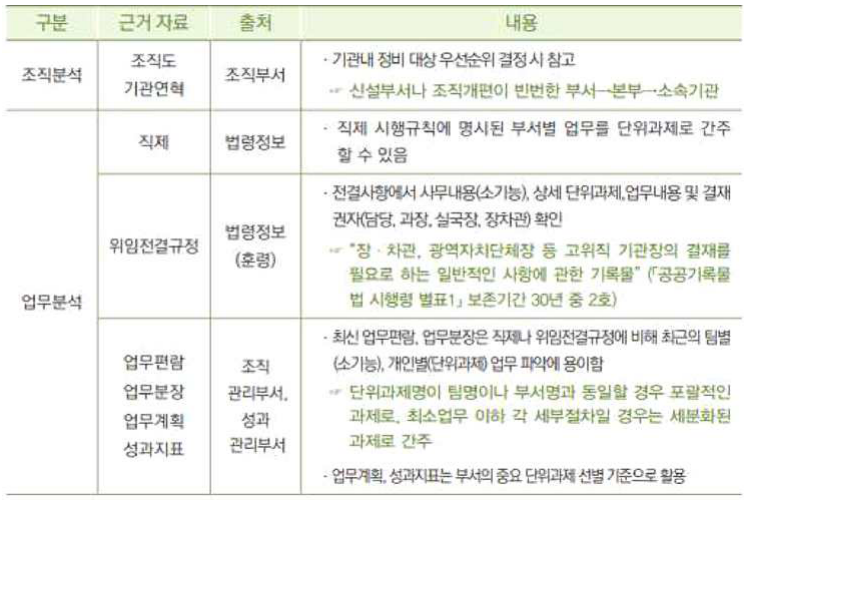 구분 근거 자료 출처 내용
조직분석
조직도
기관연혁
조직부서
· 기관내 정비 대상 우선순위 결정 시 참고
☞ 신설부서나 조직개편이 빈번한 부서→본부→소속기관
업무분석
직제
법령정보
· 직제 시행규칙에 명시된 부서별 업무를 단위과제로 간주
할 수 있음
위임전결규정
법령정보
(훈령)
· 전결사항에서 사무내용(소기능), 상세 단위과제,업무내용 및 결재
권자(담당, 과장, 실국장, 장차관) 확인
☞ "장 · 차관, 광역자치단체장 등 고위직 기관장의 결재를
필요로 하는 일반적인 사항에 관한 기록물" (「공공기록물
법 시행령 별표1」 보존기간 30년 중 2호)
업무편람
업무분장
업무계획
성과지표
조직
관리부서,
성과
관리부서
· 최신 업무편람, 업무분장은 직제나 위임전결규정에 비해 최근의 팀별
(소기능), 개인별(단위과제) 업무 파악에 용이함
☞ 단위과제명이 팀명이나 부서명과 동일할 경우 포괄적인
과제로, 최소업무 이하 각 세부절차일 경우는 세분화된
과제로 간주
· 업무계획, 성과지표는 부서의 중요 단위과제 선별 기준으로 활용